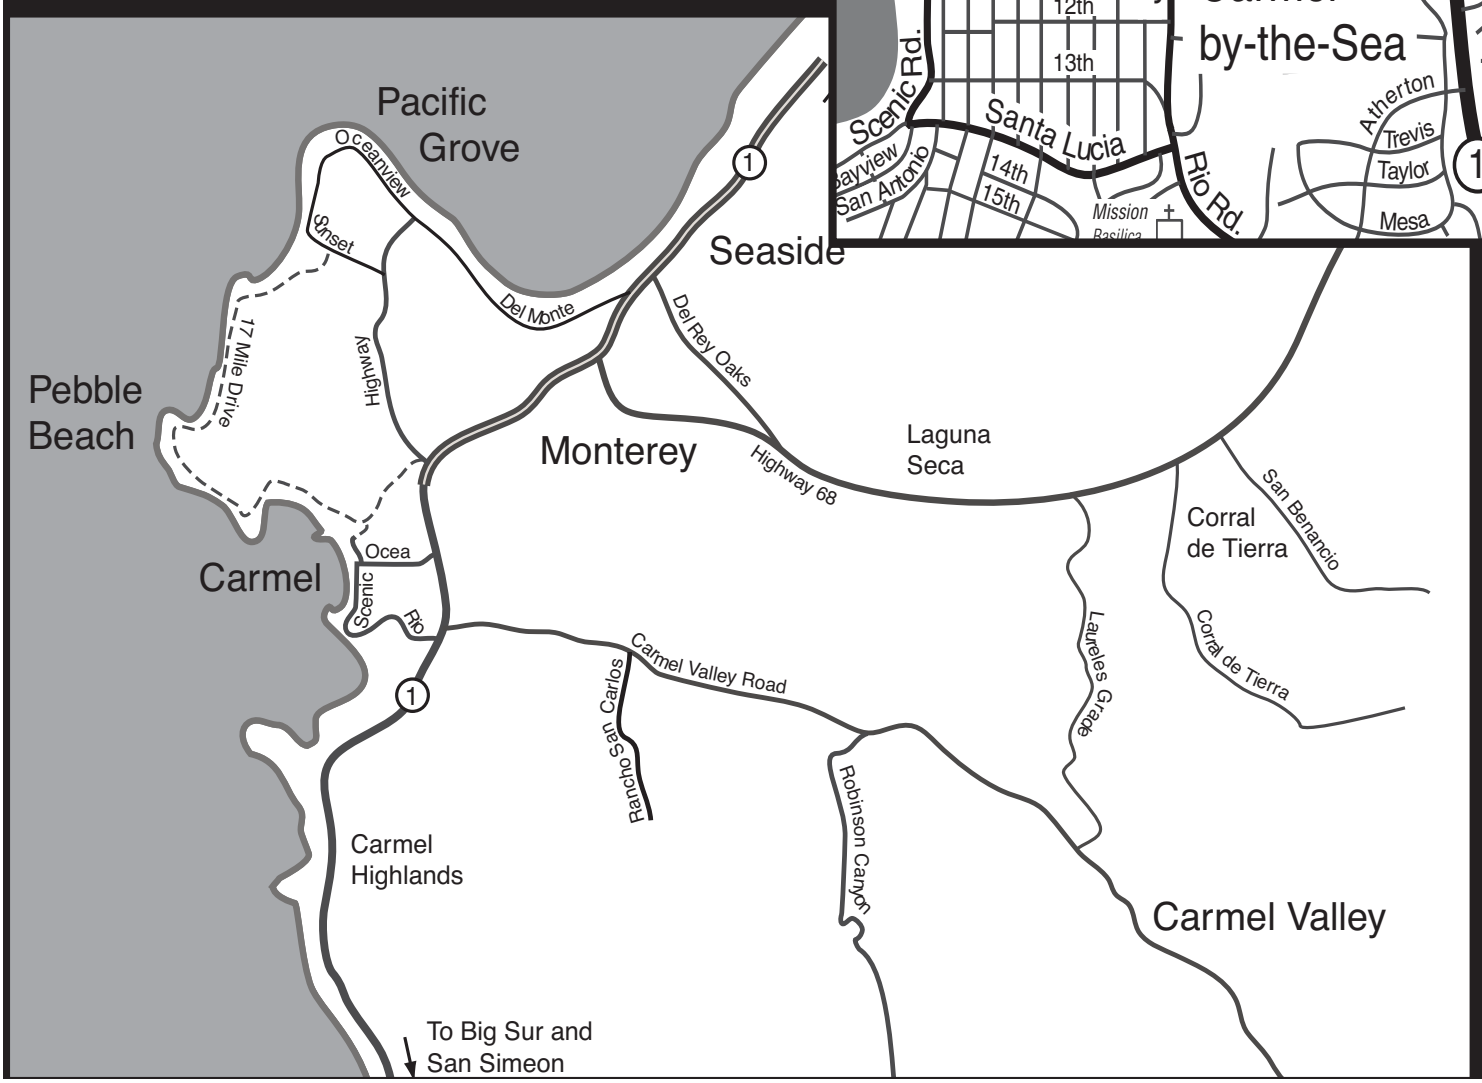 12th
by-the-Sea
13th
Scenic Rd.
Santa Lucia
Atherton
Trevis
Taylor
Mesa
1
14th
15th
San Antonio
Mission
Rio Rd.
Pacific
Grove
Oceanview
Sunset
1
Seaside
Del Monte
Del Rey Oaks
17 Mile Drive
Highway
Pebble
Beach
Monterey
Highway 68
Laguna
Seca
San Benancio
Corral
de Tierra
Ocea
Carmel
Scenic
Rio
Carmel Valley Road
Rancho San Carlos
Laureles Grade
Corral de Tierra
1
Robinson Canyon
Carmel
Highlands
Carmel Valley
To Big Sur and
San Simeon